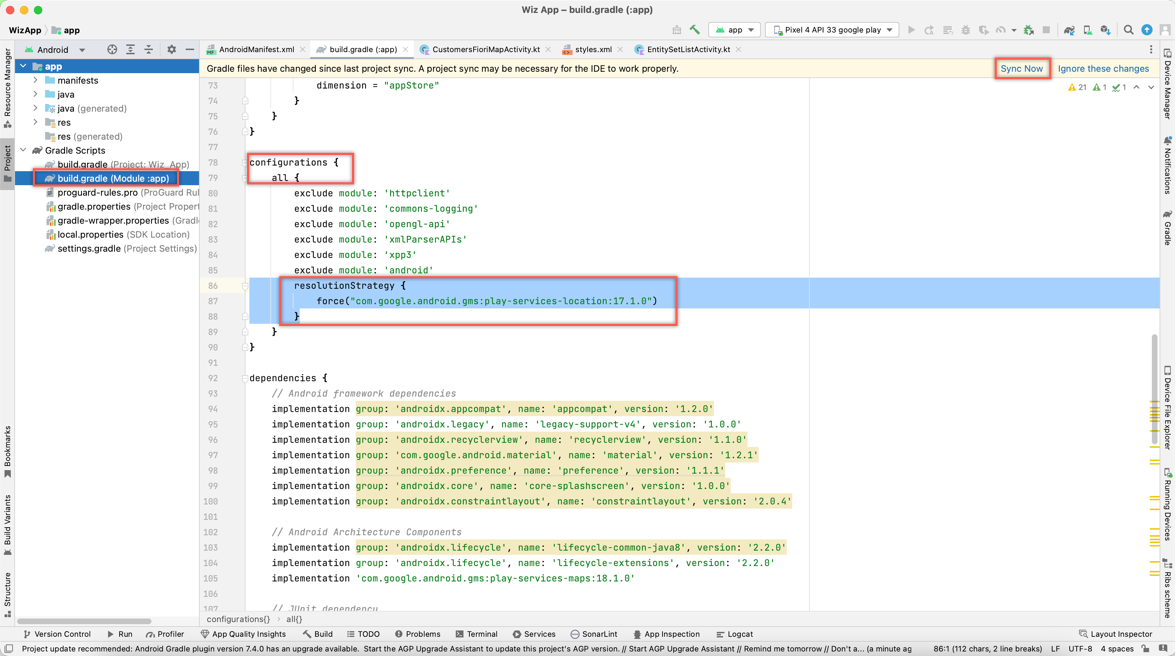 Wiz App – build.gradle (:app)
WizApp
app
app
Pixel 4 API 33 google play
Android
AndroidManifest.xml
build.gradle (:app)
CustomersFioriMapActivity.kt
styles.xml
EntitySetListActivity.kt
Gradle files have changed since last project sync. A project sync may be necessary for the IDE to work properly.
Sync Now
Ignore these changes
21
1
1
Resource Manager
Project
Bookmarks
Build Variants
Structure
app
manifests
java
java (generated)
res
res (generated)
Gradle Scripts
build.gradle (Project: Wiz_App)
build.gradle (Module :app)
proguard-rules.pro (ProGuard Rul
gradle.properties (Project Propert
gradle-wrapper.properties (Gradl
local.properties (SDK Location)
settings.gradle (Project Settings)
73 dimension = "appStore"
74 }
75 }
76 }
77
78 configurations {
79 all {
80 exclude module: 'httpclient'
81 exclude module: 'commons-logging'
82 exclude module: 'opengl-api'
83 exclude module: 'xmlParserAPIs'
84 exclude module: 'xpp3'
85 exclude module: 'android'
86 resolutionStrategy {
87 force("com.google.android.gms:play-services-location:17.1.0")
88 }
89 }
90 }
91
92 dependencies {
93 // Android framework dependencies
94 implementation group: 'androidx.appcompat', name: 'appcompat', version: '1.2.0'
95 implementation group: 'androidx.legacy', name: 'legacy-support-v4', version: '1.0.0'
96 implementation group: 'androidx.recyclerview', name: 'recyclerview', version: '1.1.0'
97 implementation group: 'com.google.android.material', name: 'material', version: '1.2.1'
98 implementation group: 'androidx.preference', name: 'preference', version: '1.1.1'
99 implementation group: 'androidx.core', name: 'core-splashscreen', version: '1.0.0'
100 implementation group: 'androidx.constraintlayout', name: 'constraintlayout', version: '2.0.4'
101
102 // Android Architecture Components
103 implementation group: 'androidx.lifecycle', name: 'lifecycle-common-java8', version: '2.2.0'
104 implementation group: 'androidx.lifecycle', name: 'lifecycle-extensions', version: '2.2.0'
105 implementation 'com.google.android.gms:play-services-maps:18.1.0'
106
107 // JUnit dependency
configurations{} › all{}
Device Manager
Notifications
Gradle
Device File Explorer
Running Devices
Ribs scheme
Version Control
Run
Profiler
App Quality Insights
Build
TODO
Problems
Terminal
Services
SonarLint
App Inspection
Logcat
Layout Inspector
Project update recommended: Android Gradle plugin version 7.4.0 has an upgrade available. Start the AGP Upgrade Assistant to update this project's AGP version. // Start AGP Upgrade Assistant // Remind me tomorrow // Don't a... (a minute ag
86:1 (112 chars, 2 line breaks)
LF
UTF-8
4 spaces